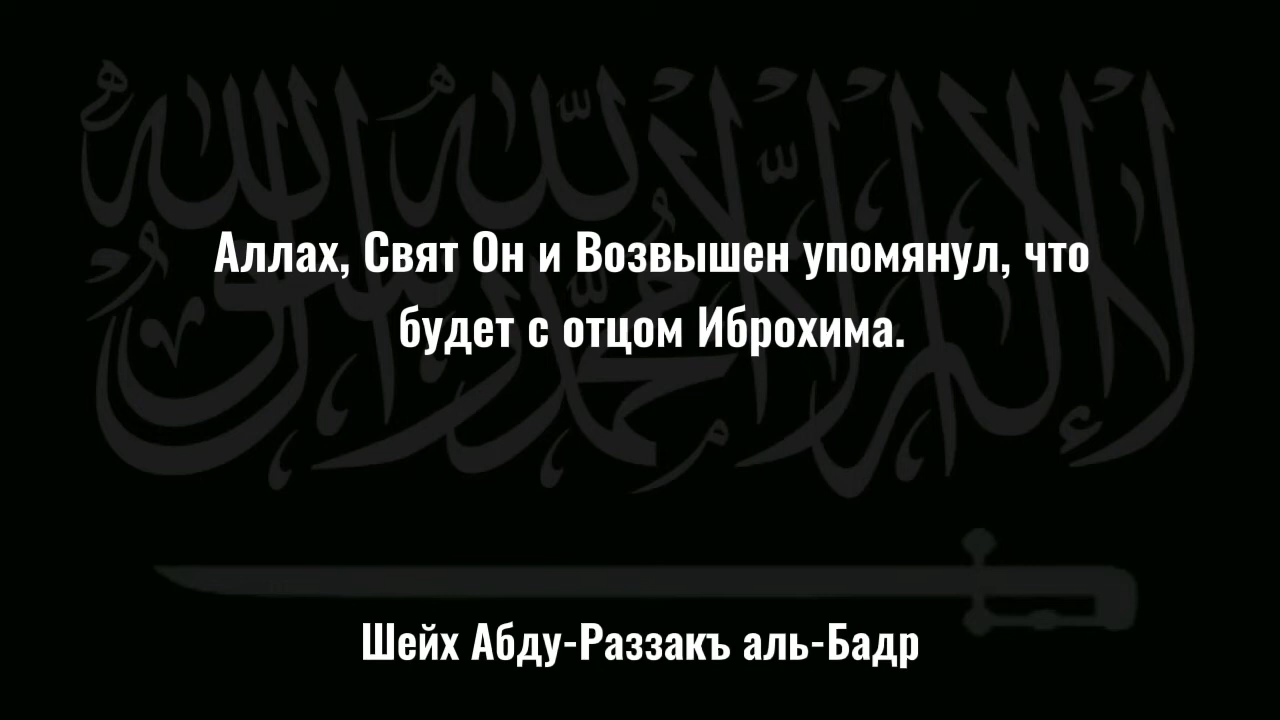 لا إله إلا الله محمد رسول الله
Аллах, Свят Он и Возвышен упомянул, что
будет с отцом Иброхима.
Шейх Абду-Раззакъ аль-Бадр